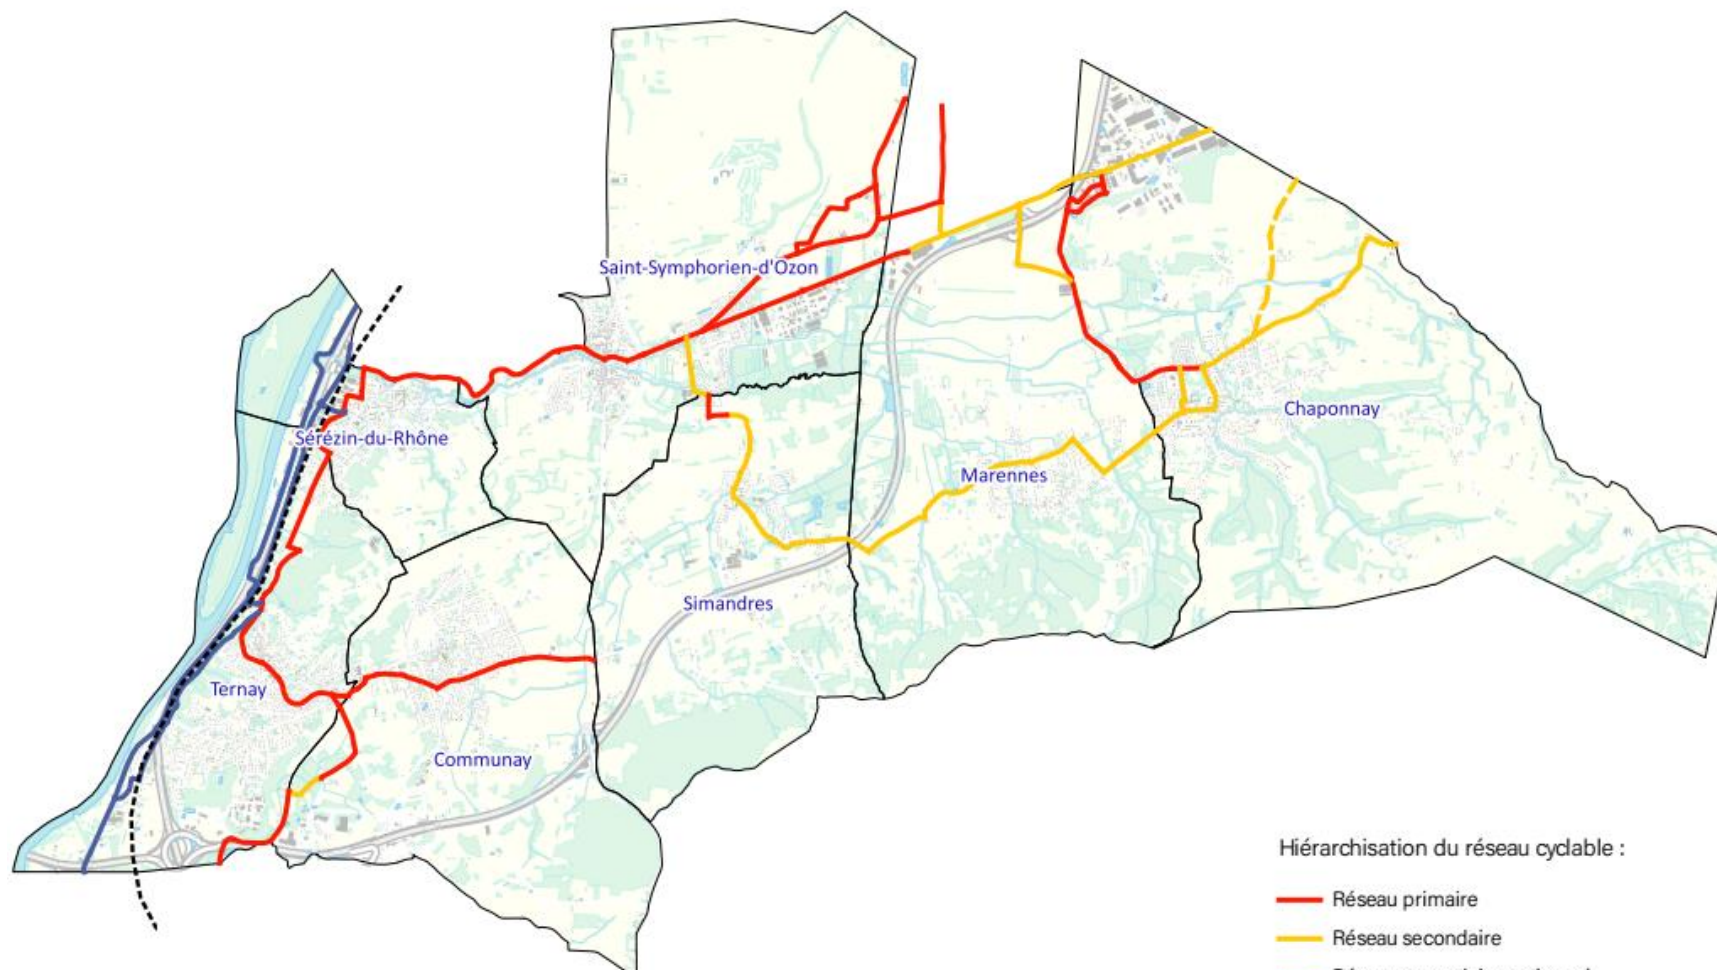 Saint-Symphorien-d'Ozon
Chaponnay
Sérézin-du-Rhône
Marennes
Simandres
Ternay
Communay
Hiérarchisation du réseau cyclable :
Réseau primaire
Réseau secondaire